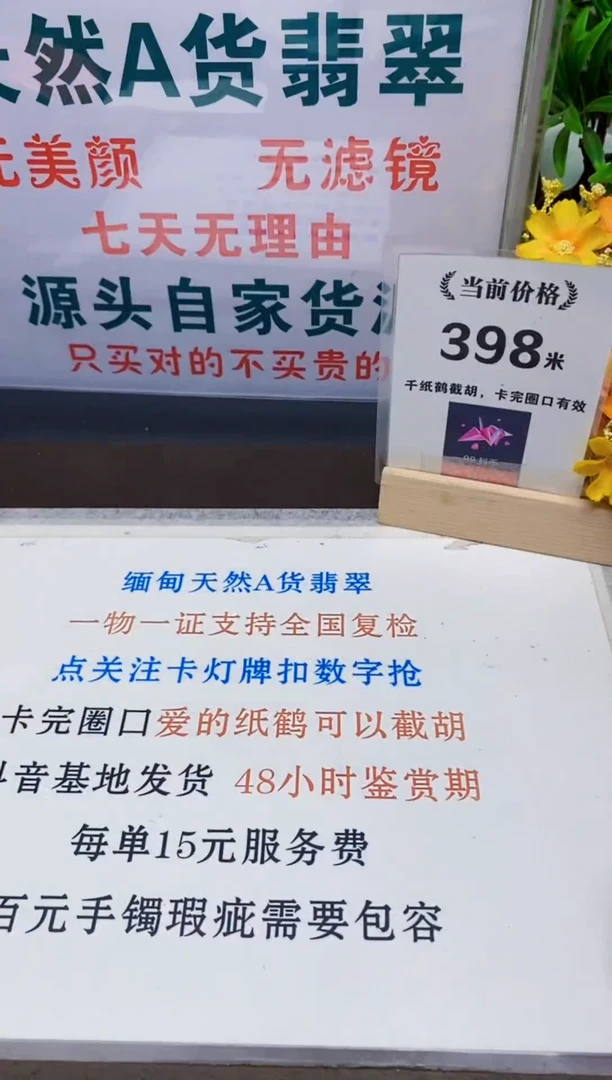 然A货翡翠
无美颜 无滤镜
七天无理由
源头自家货
只买对的不买贵的
当前价格
398米
千纸鹤截胡，卡完圈口有效
缅甸天然A货翡翠
一物一证支持全国复检
点关注卡灯牌扣数字抢
卡完圈口爱的纸鹤可以截胡
音基地发货 48小时鉴赏期
每单15元服务费
百元手镯瑕疵需要包容